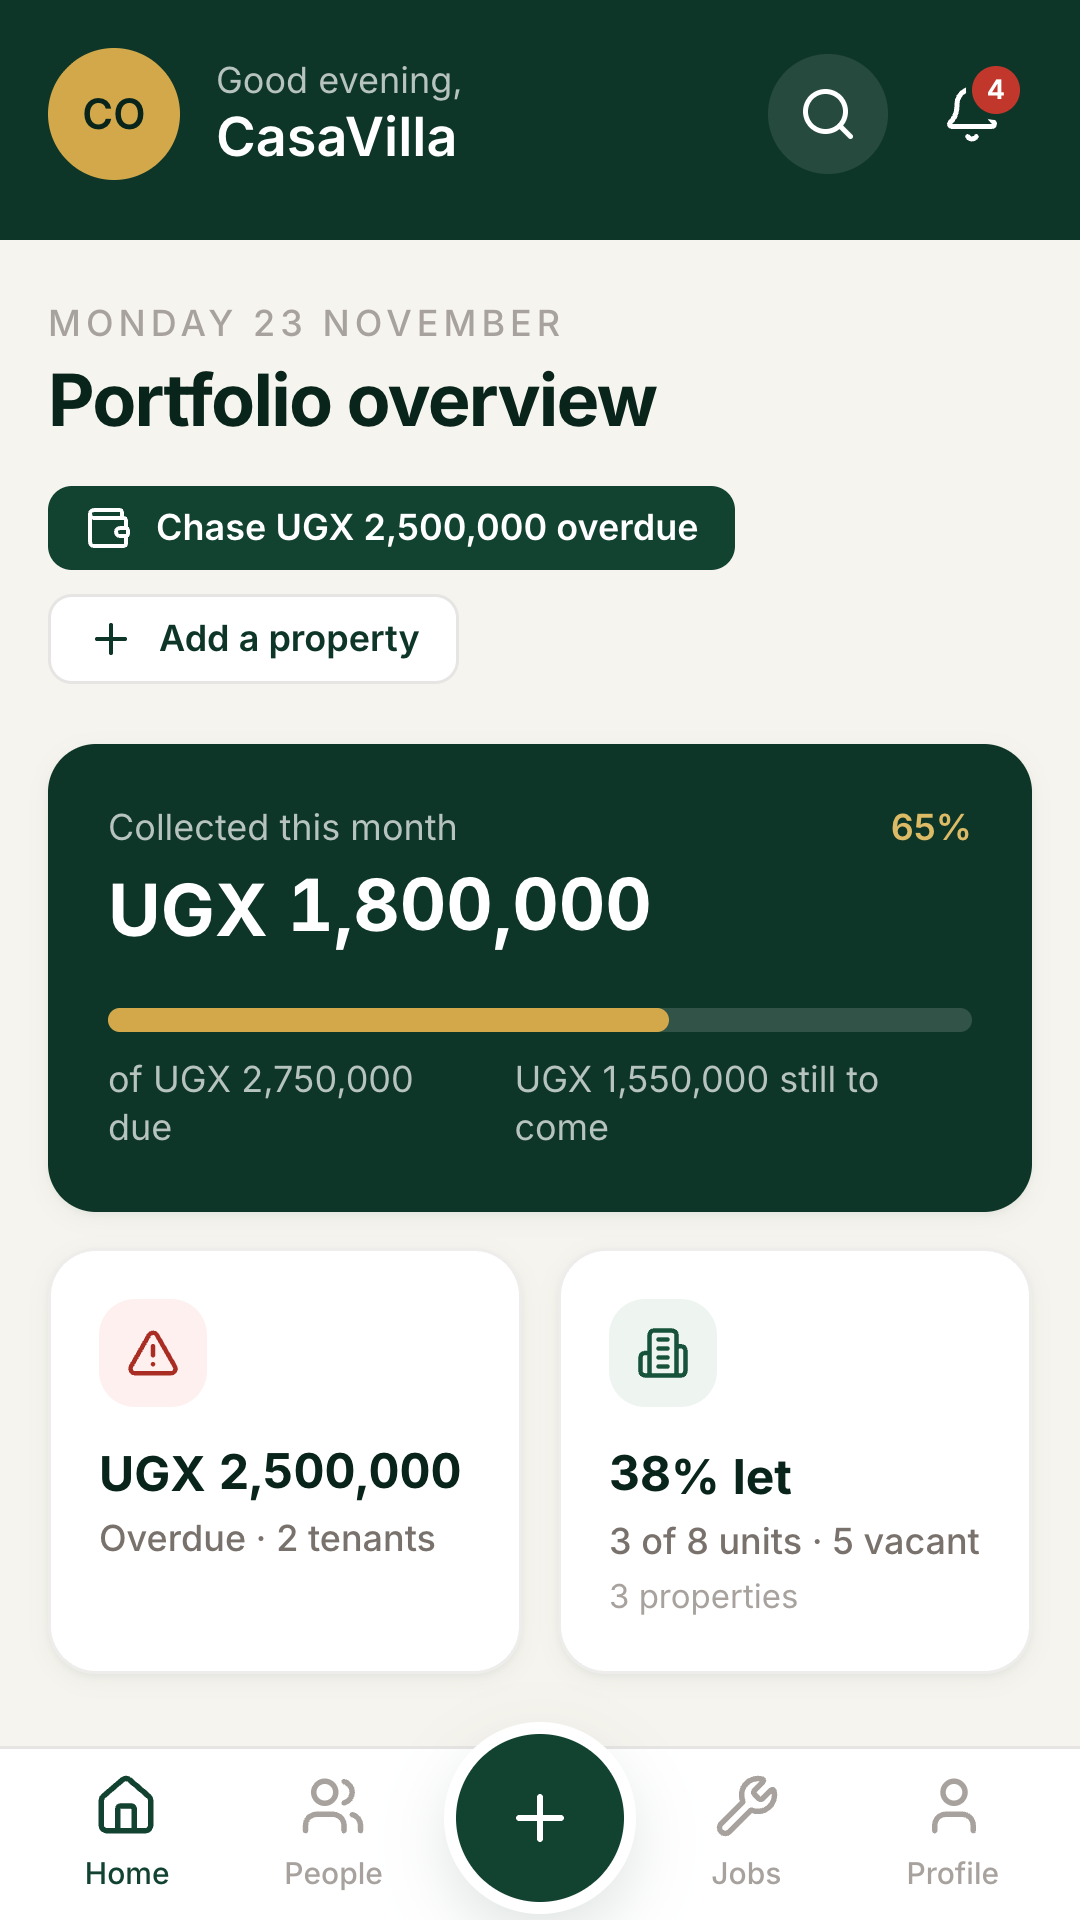 CO
Good evening,
CasaVilla
4
MONDAY 23 NOVEMBER
Portfolio overview
Chase UGX 2,500,000 overdue
Add a property
Collected this month
65%
UGX 1,800,000
of UGX 2,750,000
due
UGX 1,550,000 still to
come
UGX 2,500,000
Overdue · 2 tenants
38% let
3 of 8 units · 5 vacant
3 properties
Home
People
Jobs
Profile